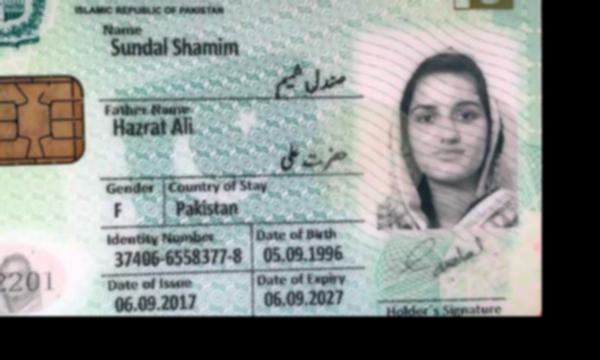 ISLAMIC REPUBLIC OF PAKISTAN
Name
Sundal Shamim
صندل شمیم
Father Name
Hazrat Ali
حضرت علی
Gender Country of Stay
F Pakistan
Identity Number Date of Birth
37406-6558377-8 05.09.1996
Date of Issue Date of Expiry
06.09.2017 06.09.2027
2201
Holder's Signature